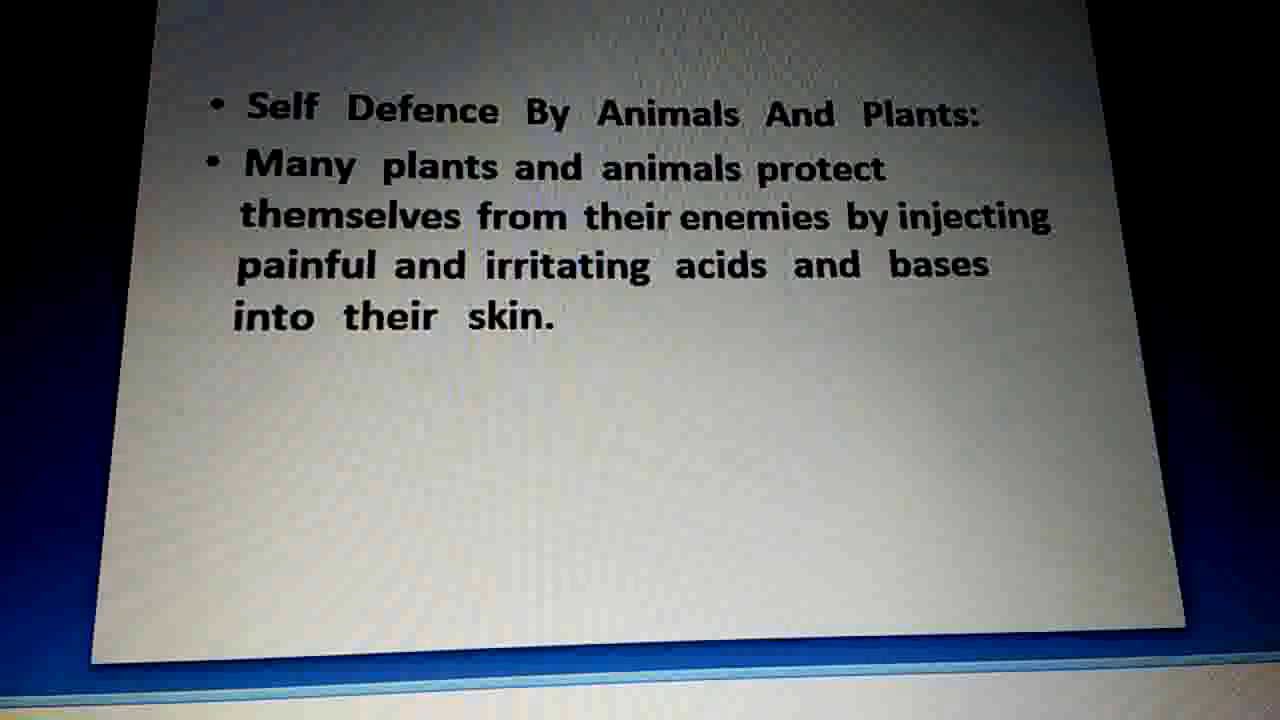 • Self Defence By Animals And Plants:
• Many plants and animals protect
themselves from their enemies by injecting
painful and irritating acids and bases
into their skin.